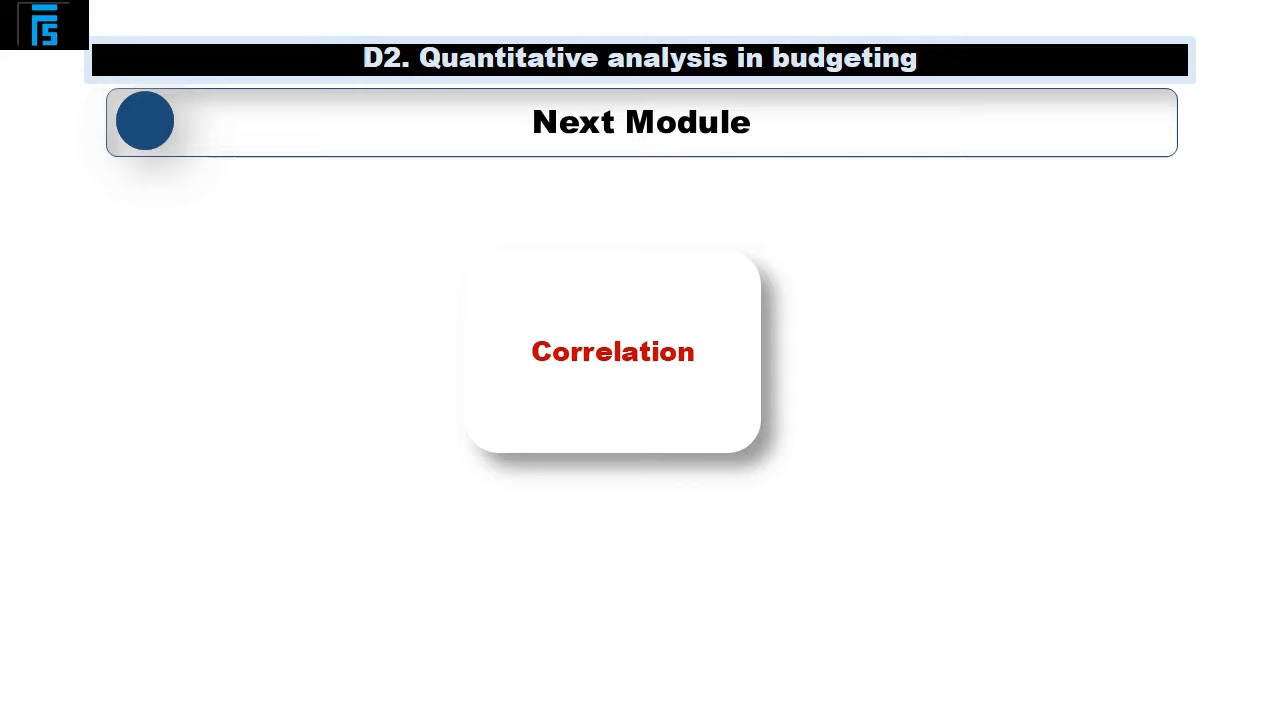 D2. Quantitative analysis in budgeting
Next Module
Correlation